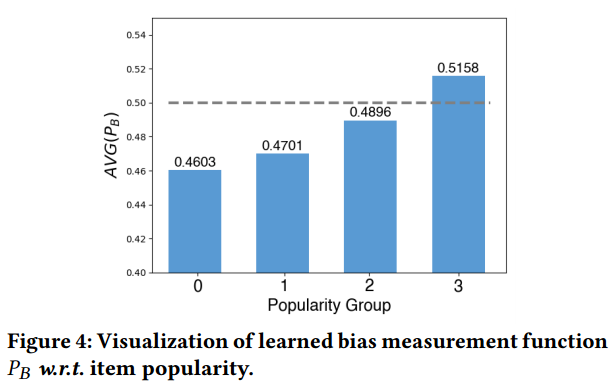 0.54
0.52
0.50
0.48
0.46
0.44
0.42
0.40
AVG(P_B)
0.4603
0.4701
0.4896
0.5158
0 1 2 3
Popularity Group
Figure 4: Visualization of learned bias measurement function
P_B w.r.t. item popularity.